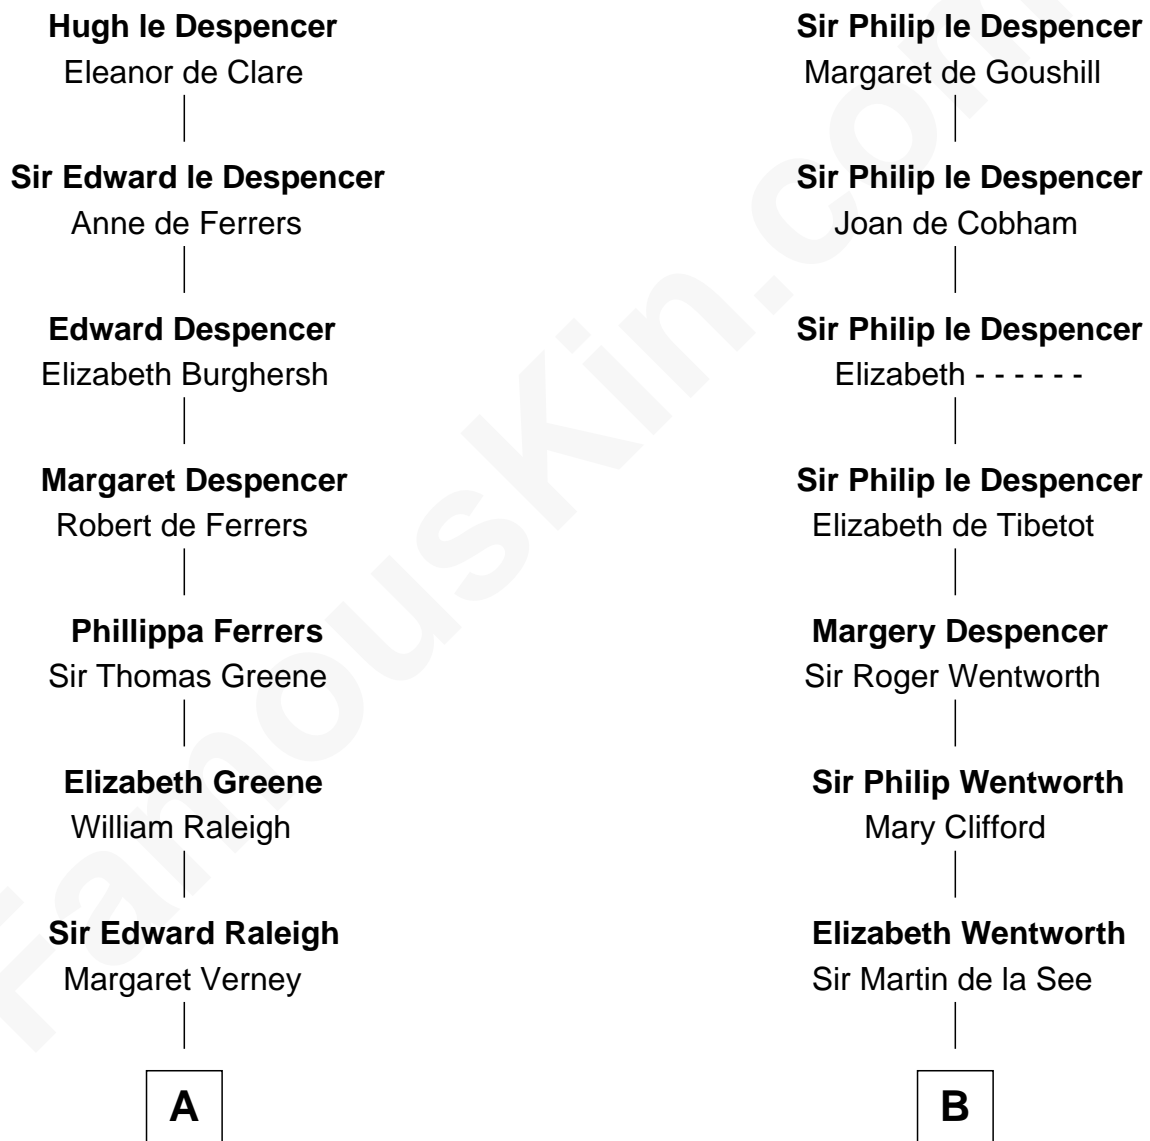 Hugh le Despencer
Eleanor de Clare
Sir Edward le Despencer
Anne de Ferrers
Edward Despencer
Elizabeth Burghersh
Margaret Despencer
Robert de Ferrers
Phillippa Ferrers
Sir Thomas Greene
Elizabeth Greene
William Raleigh
Sir Edward Raleigh
Margaret Verney
A
Sir Philip le Despencer
Margaret de Goushill
Sir Philip le Despencer
Joan de Cobham
Sir Philip le Despencer
Elizabeth - - - - - -
Sir Philip le Despencer
Elizabeth de Tibetot
Margery Despencer
Sir Roger Wentworth
Sir Philip Wentworth
Mary Clifford
Elizabeth Wentworth
Sir Martin de la See
B
FamousKin.com